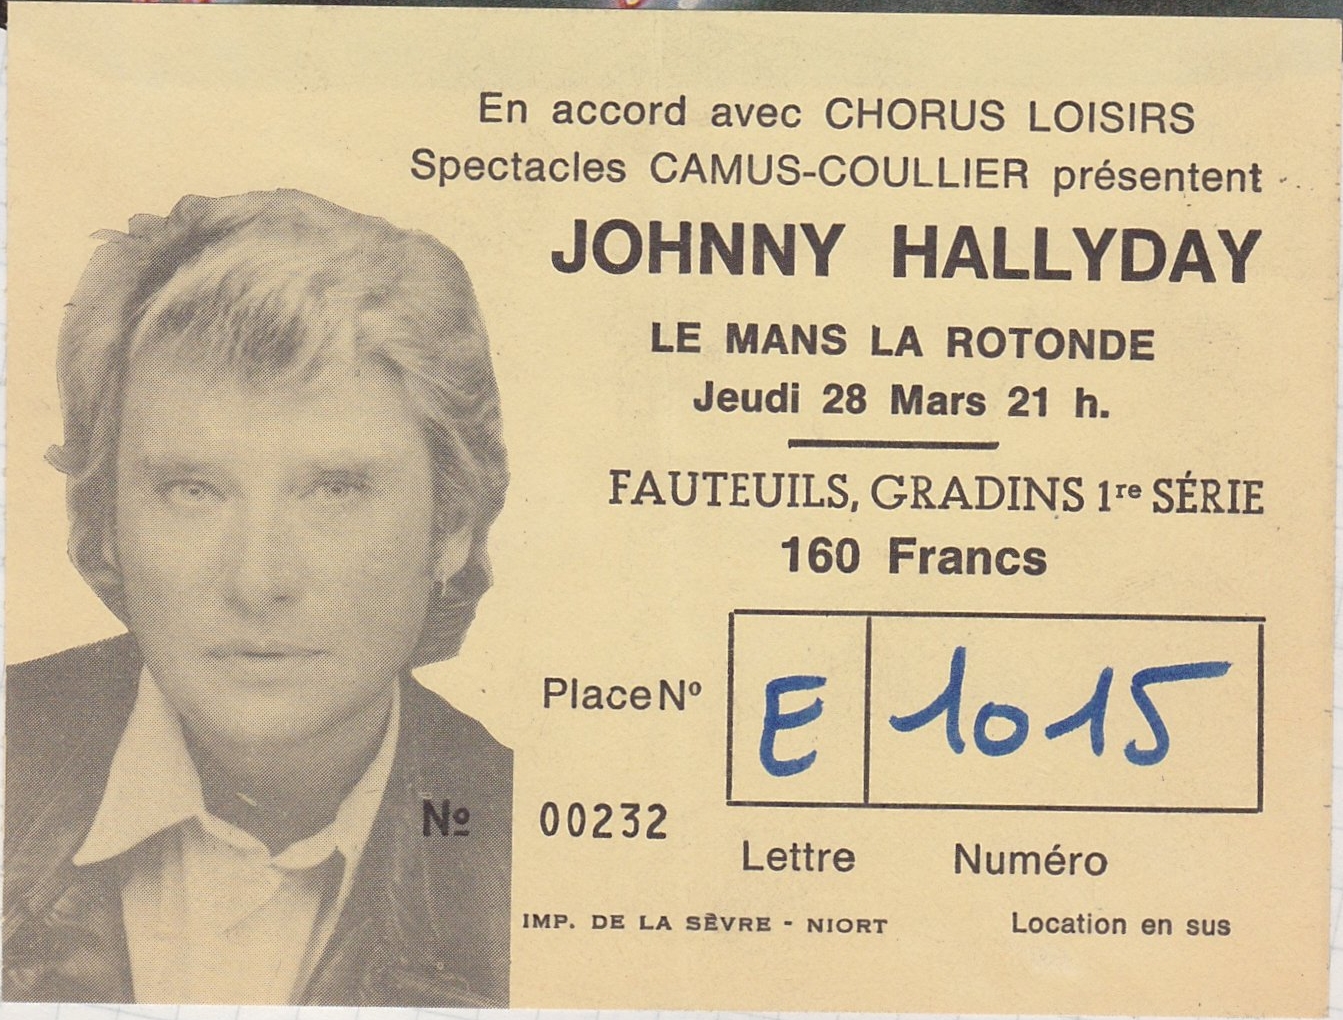 En accord avec CHORUS LOISIRS
Spectacles CAMUS-COULLIER présentent
JOHNNY HALLYDAY
LE MANS LA ROTONDE
Jeudi 28 Mars 21 h.
FAUTEUILS, GRADINS 1re SÉRIE
160 Francs
Place No E 1015
No 00232
Lettre Numéro
IMP. DE LA SÈVRE - NIORT Location en sus